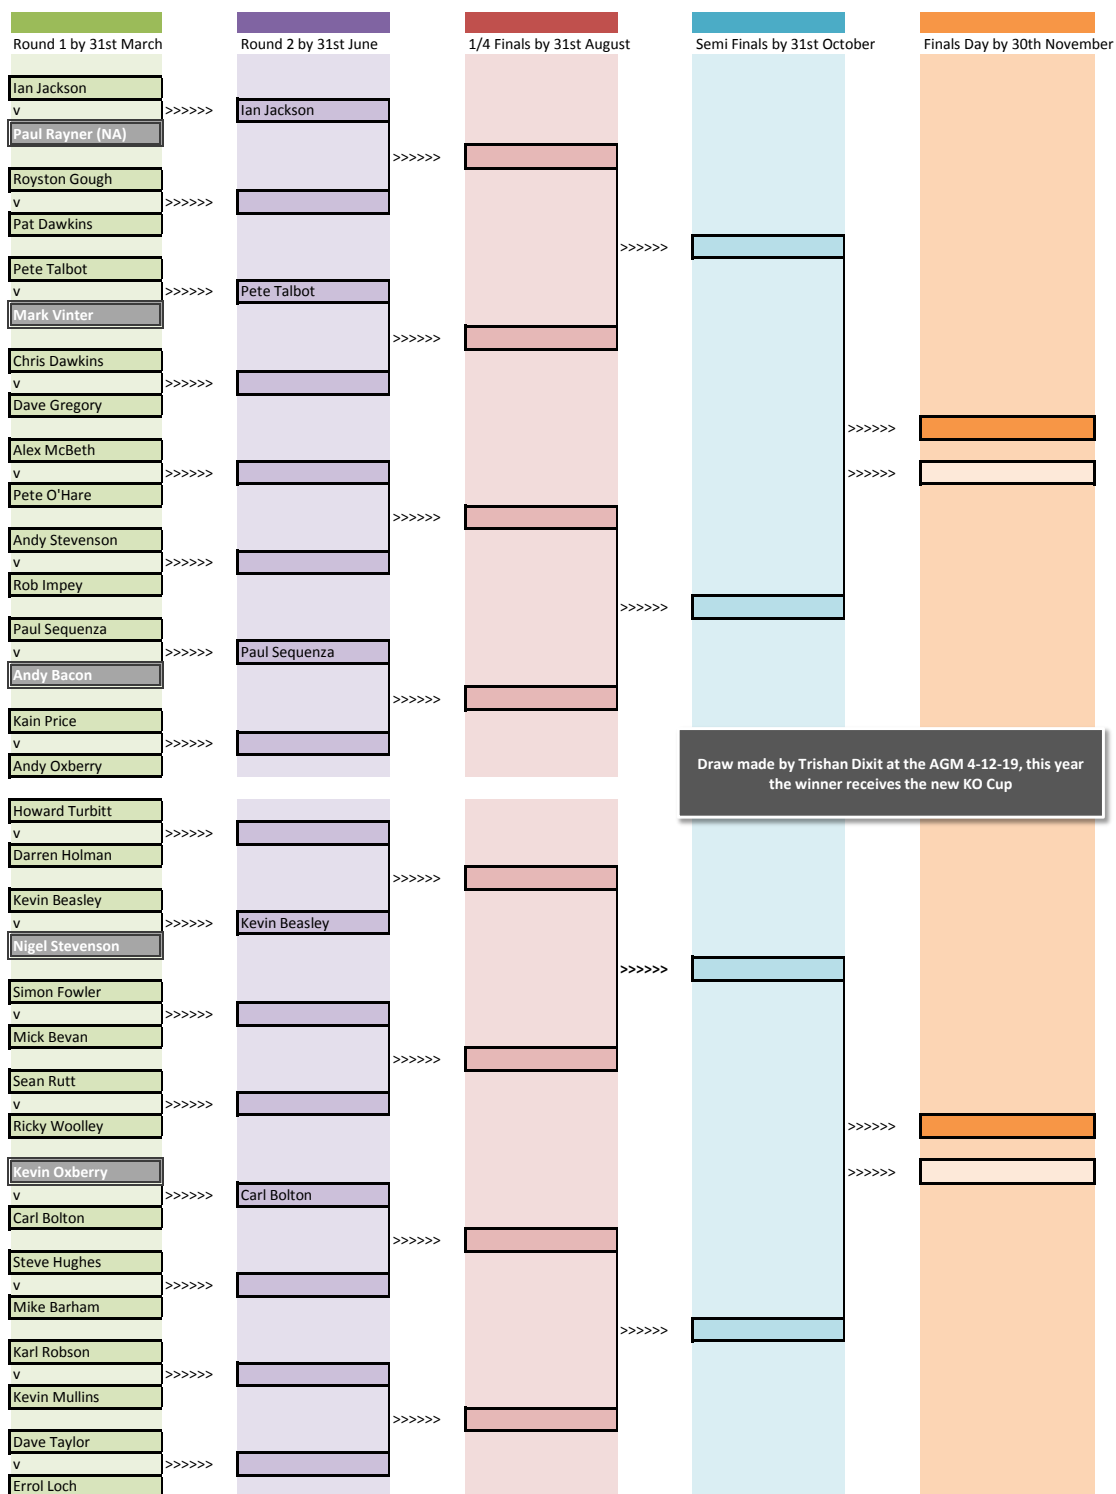 Round 1 by 31st March
Round 2 by 31st June
1/4 Finals by 31st August
Semi Finals by 31st October
Finals Day by 30th November
Ian Jackson
v
>>>>>>
Ian Jackson
Paul Rayner (NA)
>>>>>>
Royston Gough
v
>>>>>>
Pat Dawkins
>>>>>>
Pete Talbot
v
>>>>>>
Pete Talbot
Mark Vinter
>>>>>>
Chris Dawkins
v
>>>>>>
Dave Gregory
>>>>>>
Alex McBeth
v
>>>>>>
>>>>>>
Pete O'Hare
>>>>>>
Andy Stevenson
v
>>>>>>
Rob Impey
>>>>>>
Paul Sequenza
v
>>>>>>
Paul Sequenza
Andy Bacon
>>>>>>
Kain Price
v
>>>>>>
Andy Oxberry
Draw made by Trishan Dixit at the AGM 4-12-19, this year
the winner receives the new KO Cup
Howard Turbitt
v
>>>>>>
Darren Holman
>>>>>>
Kevin Beasley
v
>>>>>>
Kevin Beasley
Nigel Stevenson
>>>>>>
Simon Fowler
v
>>>>>>
Mick Bevan
>>>>>>
Sean Rutt
v
>>>>>>
Ricky Woolley
>>>>>>
Kevin Oxberry
>>>>>>
v
>>>>>>
Carl Bolton
Carl Bolton
>>>>>>
Steve Hughes
v
>>>>>>
Mike Barham
>>>>>>
Karl Robson
v
>>>>>>
Kevin Mullins
>>>>>>
Dave Taylor
v
>>>>>>
Errol Loch